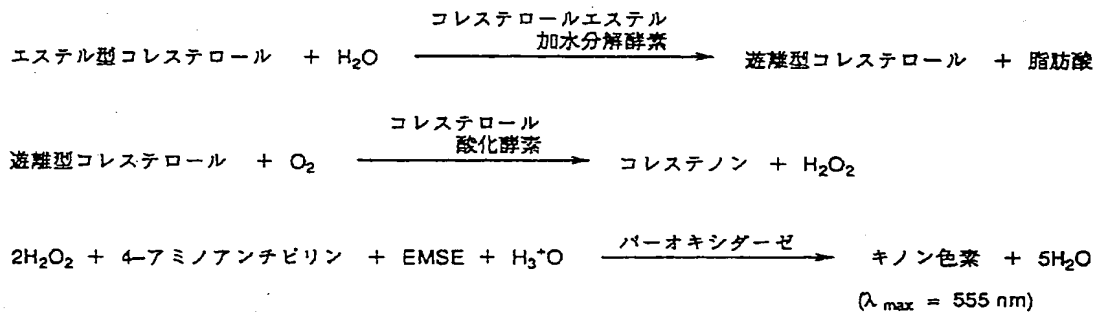 コレステロールエステル
加水分解酵素
エステル型コレステロール + H₂O → 遊離型コレステロール + 脂肪酸
コレステロール
酸化酵素
遊離型コレステロール + O₂ → コレステノン + H₂O₂
パーオキシダーゼ
2H₂O₂ + 4-アミノアンチピリン + EMSE + H₃⁺O → キノン色素 + 5H₂O
(λ max = 555 nm)